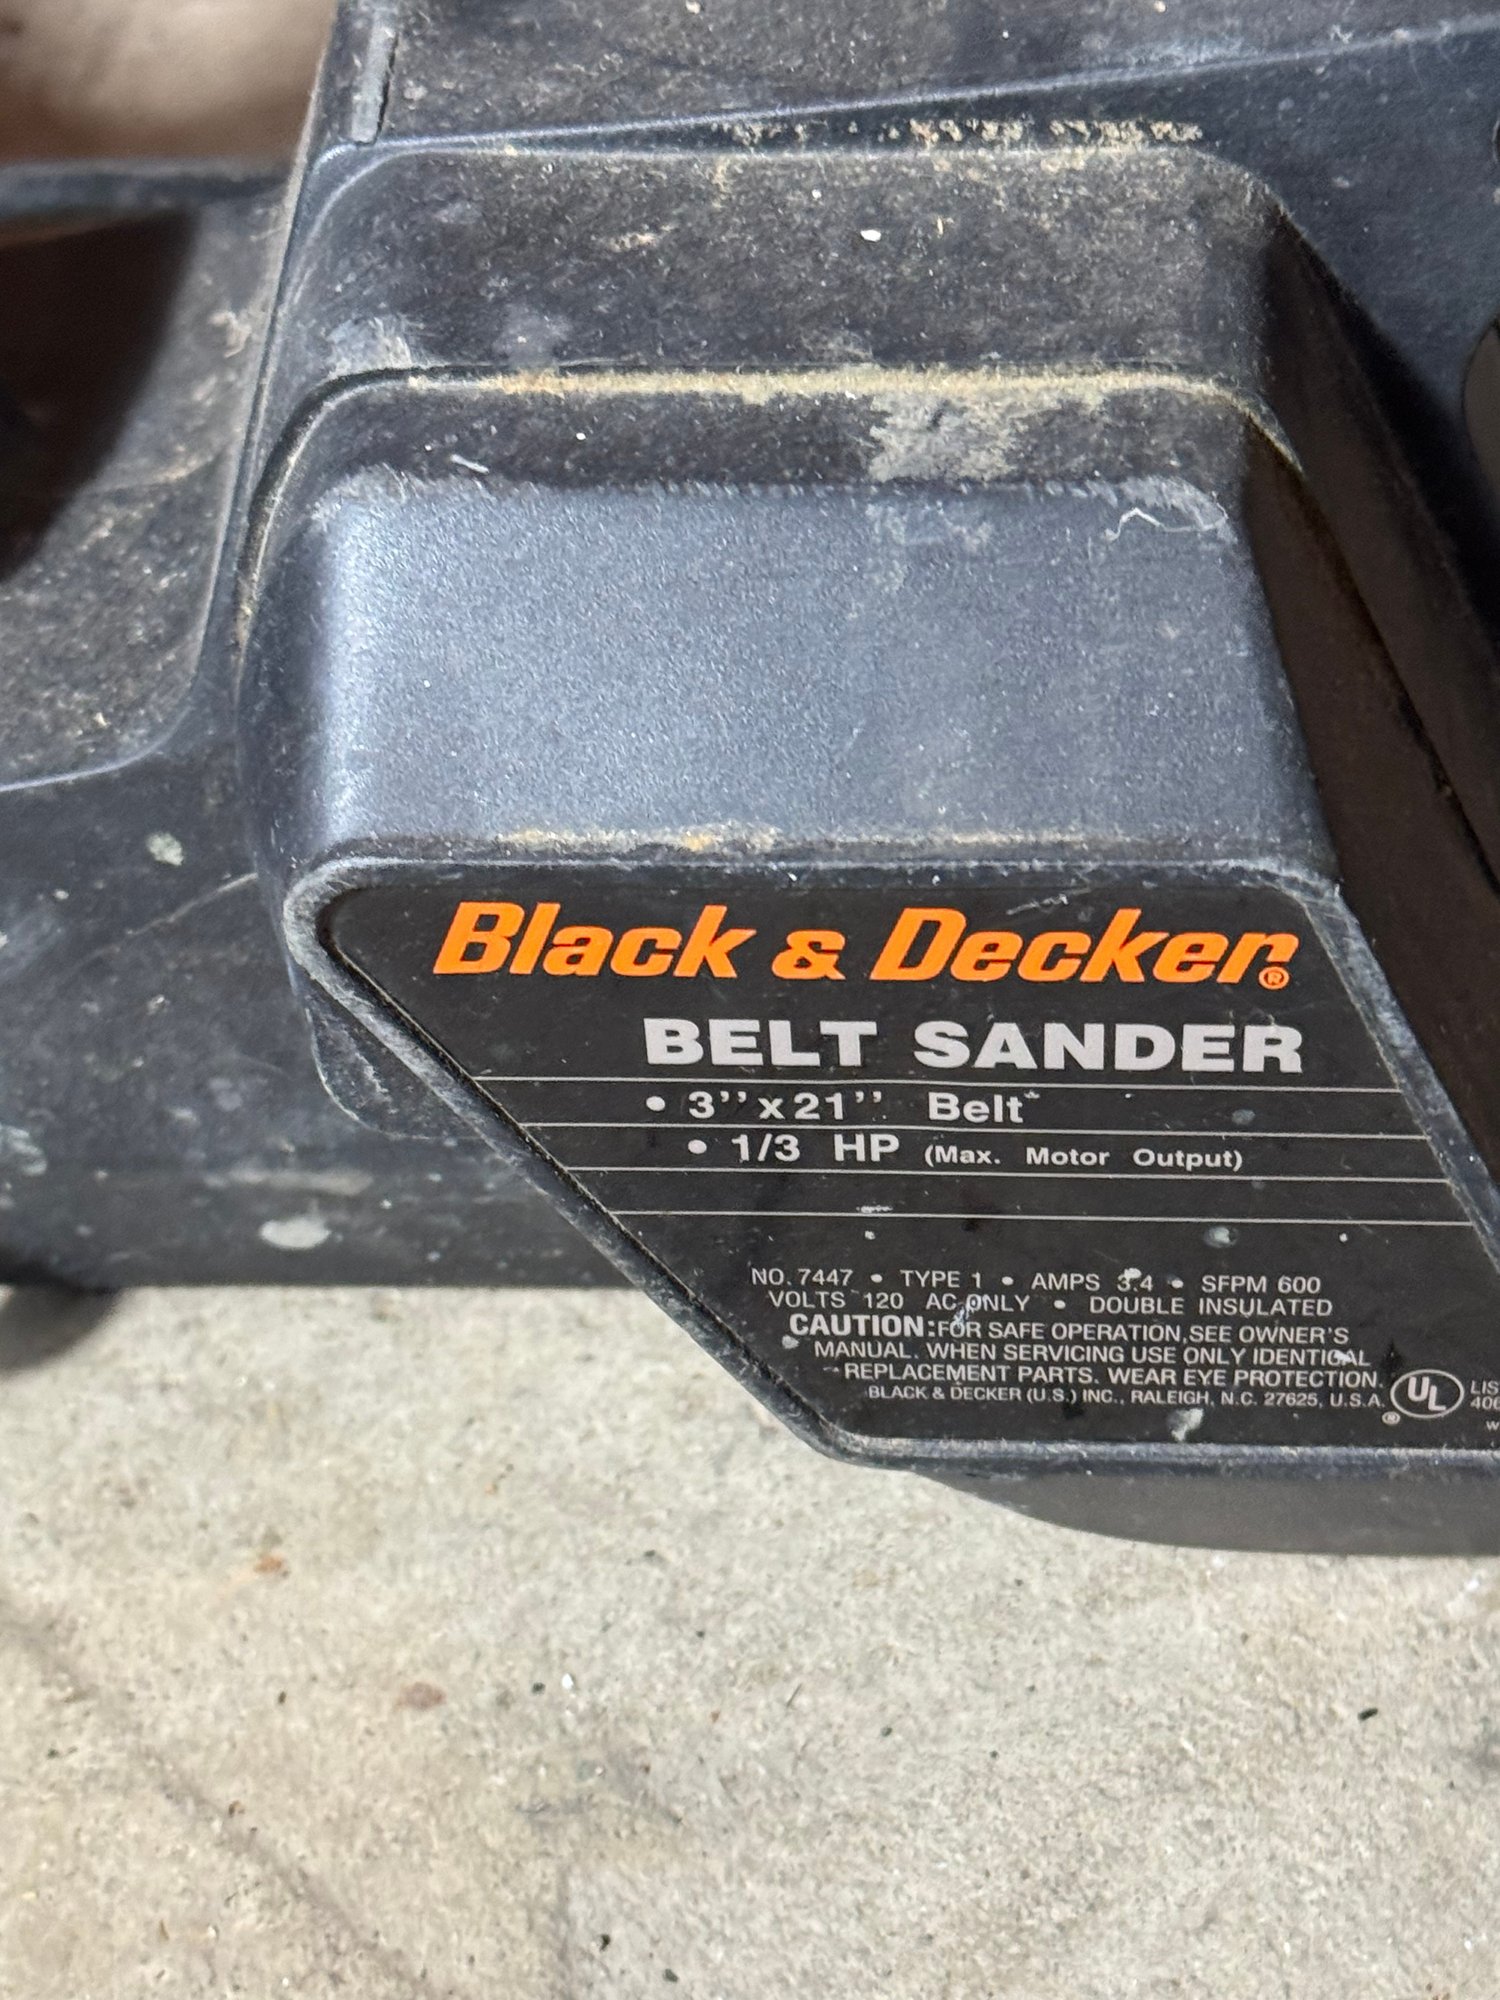 Black & Decker®
BELT SANDER
• 3" x 21" Belt
• 1/3 HP (Max. Motor Output)
NO. 7447 • TYPE 1 • AMPS 3.4 • SFPM 600
VOLTS 120 AC ONLY • DOUBLE INSULATED
CAUTION: FOR SAFE OPERATION, SEE OWNER'S
MANUAL. WHEN SERVICING USE ONLY IDENTICAL
REPLACEMENT PARTS. WEAR EYE PROTECTION.
BLACK & DECKER (U.S.) INC., RALEIGH, N.C. 27625, U.S.A.
UL ®